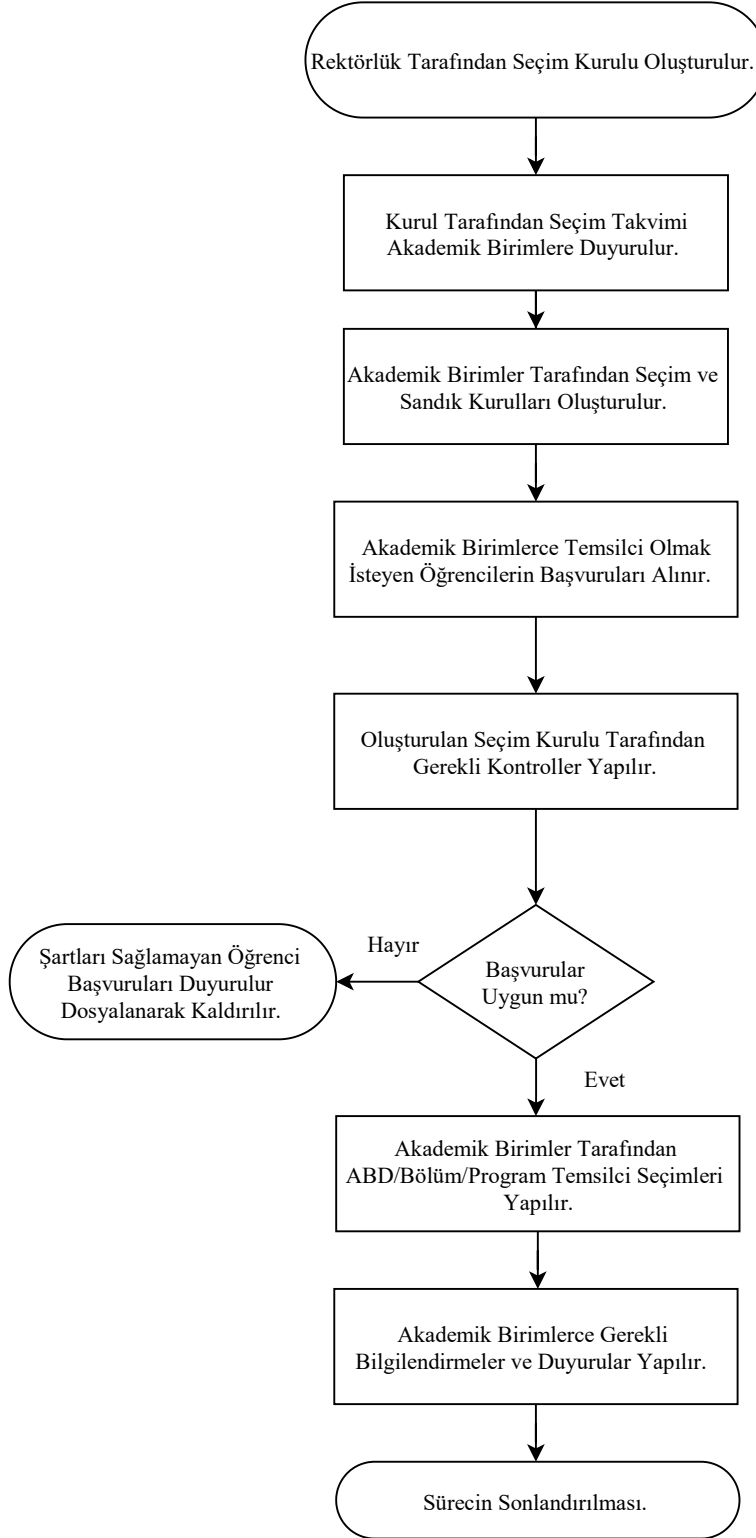 Rektörlük Tarafından Seçim Kurulu Oluşturulur.
Kurul Tarafından Seçim Takvimi
Akademik Birimlere Duyurulur.
Akademik Birimler Tarafından Seçim ve
Sandık Kurulları Oluşturulur.
Akademik Birimlerce Temsilci Olmak
İsteyen Öğrencilerin Başvuruları Alınır.
Oluşturulan Seçim Kurulu Tarafından
Gerekli Kontroller Yapılır.
Başvurular
Uygun mu?
Hayır
Şartları Sağlamayan Öğrenci
Başvuruları Duyurulur
Dosyalanarak Kaldırılır.
Evet
Akademik Birimler Tarafından
ABD/Bölüm/Program Temsilci Seçimleri
Yapılır.
Akademik Birimlerce Gerekli
Bilgilendirmeler ve Duyurular Yapılır.
Sürecin Sonlandırılması.